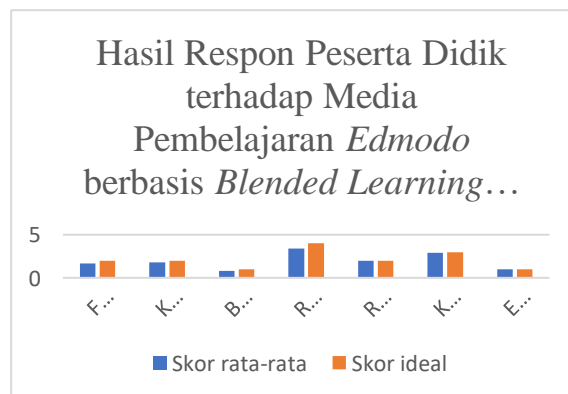 Hasil Respon Peserta Didik
terhadap Media
Pembelajaran Edmodo
berbasis Blended Learning…
5
0
F…
K…
B…
R…
R…
K…
E…
Skor rata-rata
Skor ideal